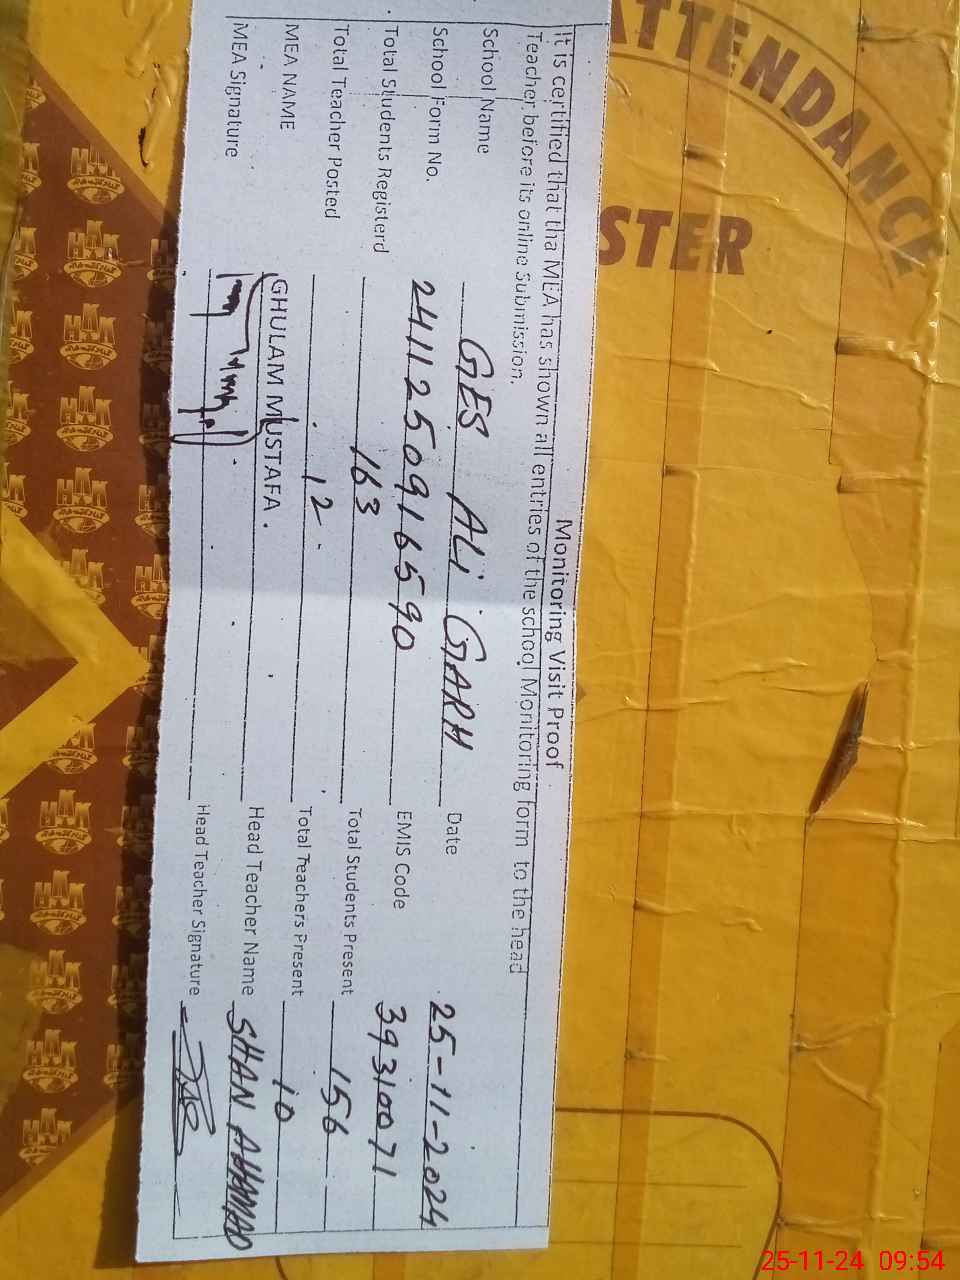 ATTENDANCE
STER
Monitoring Visit Proof
It is certified that tha MEA has shown all entries of the school Monitoring form to the head
Teacher before its online Submission.
School Name GES ALI GARH Date 25-11-2024
School Form No. 2411250916590 EMIS Code 39310071
Total Students Registerd 163 Total Students Present 156
Total Teacher Posted 12 Total Teachers Present 10
MEA NAME GHULAM MUSTAFA. Head Teacher Name SHAN AHMAD
MEA Signature Head Teacher Signature
HAK
25-11-24 09:54